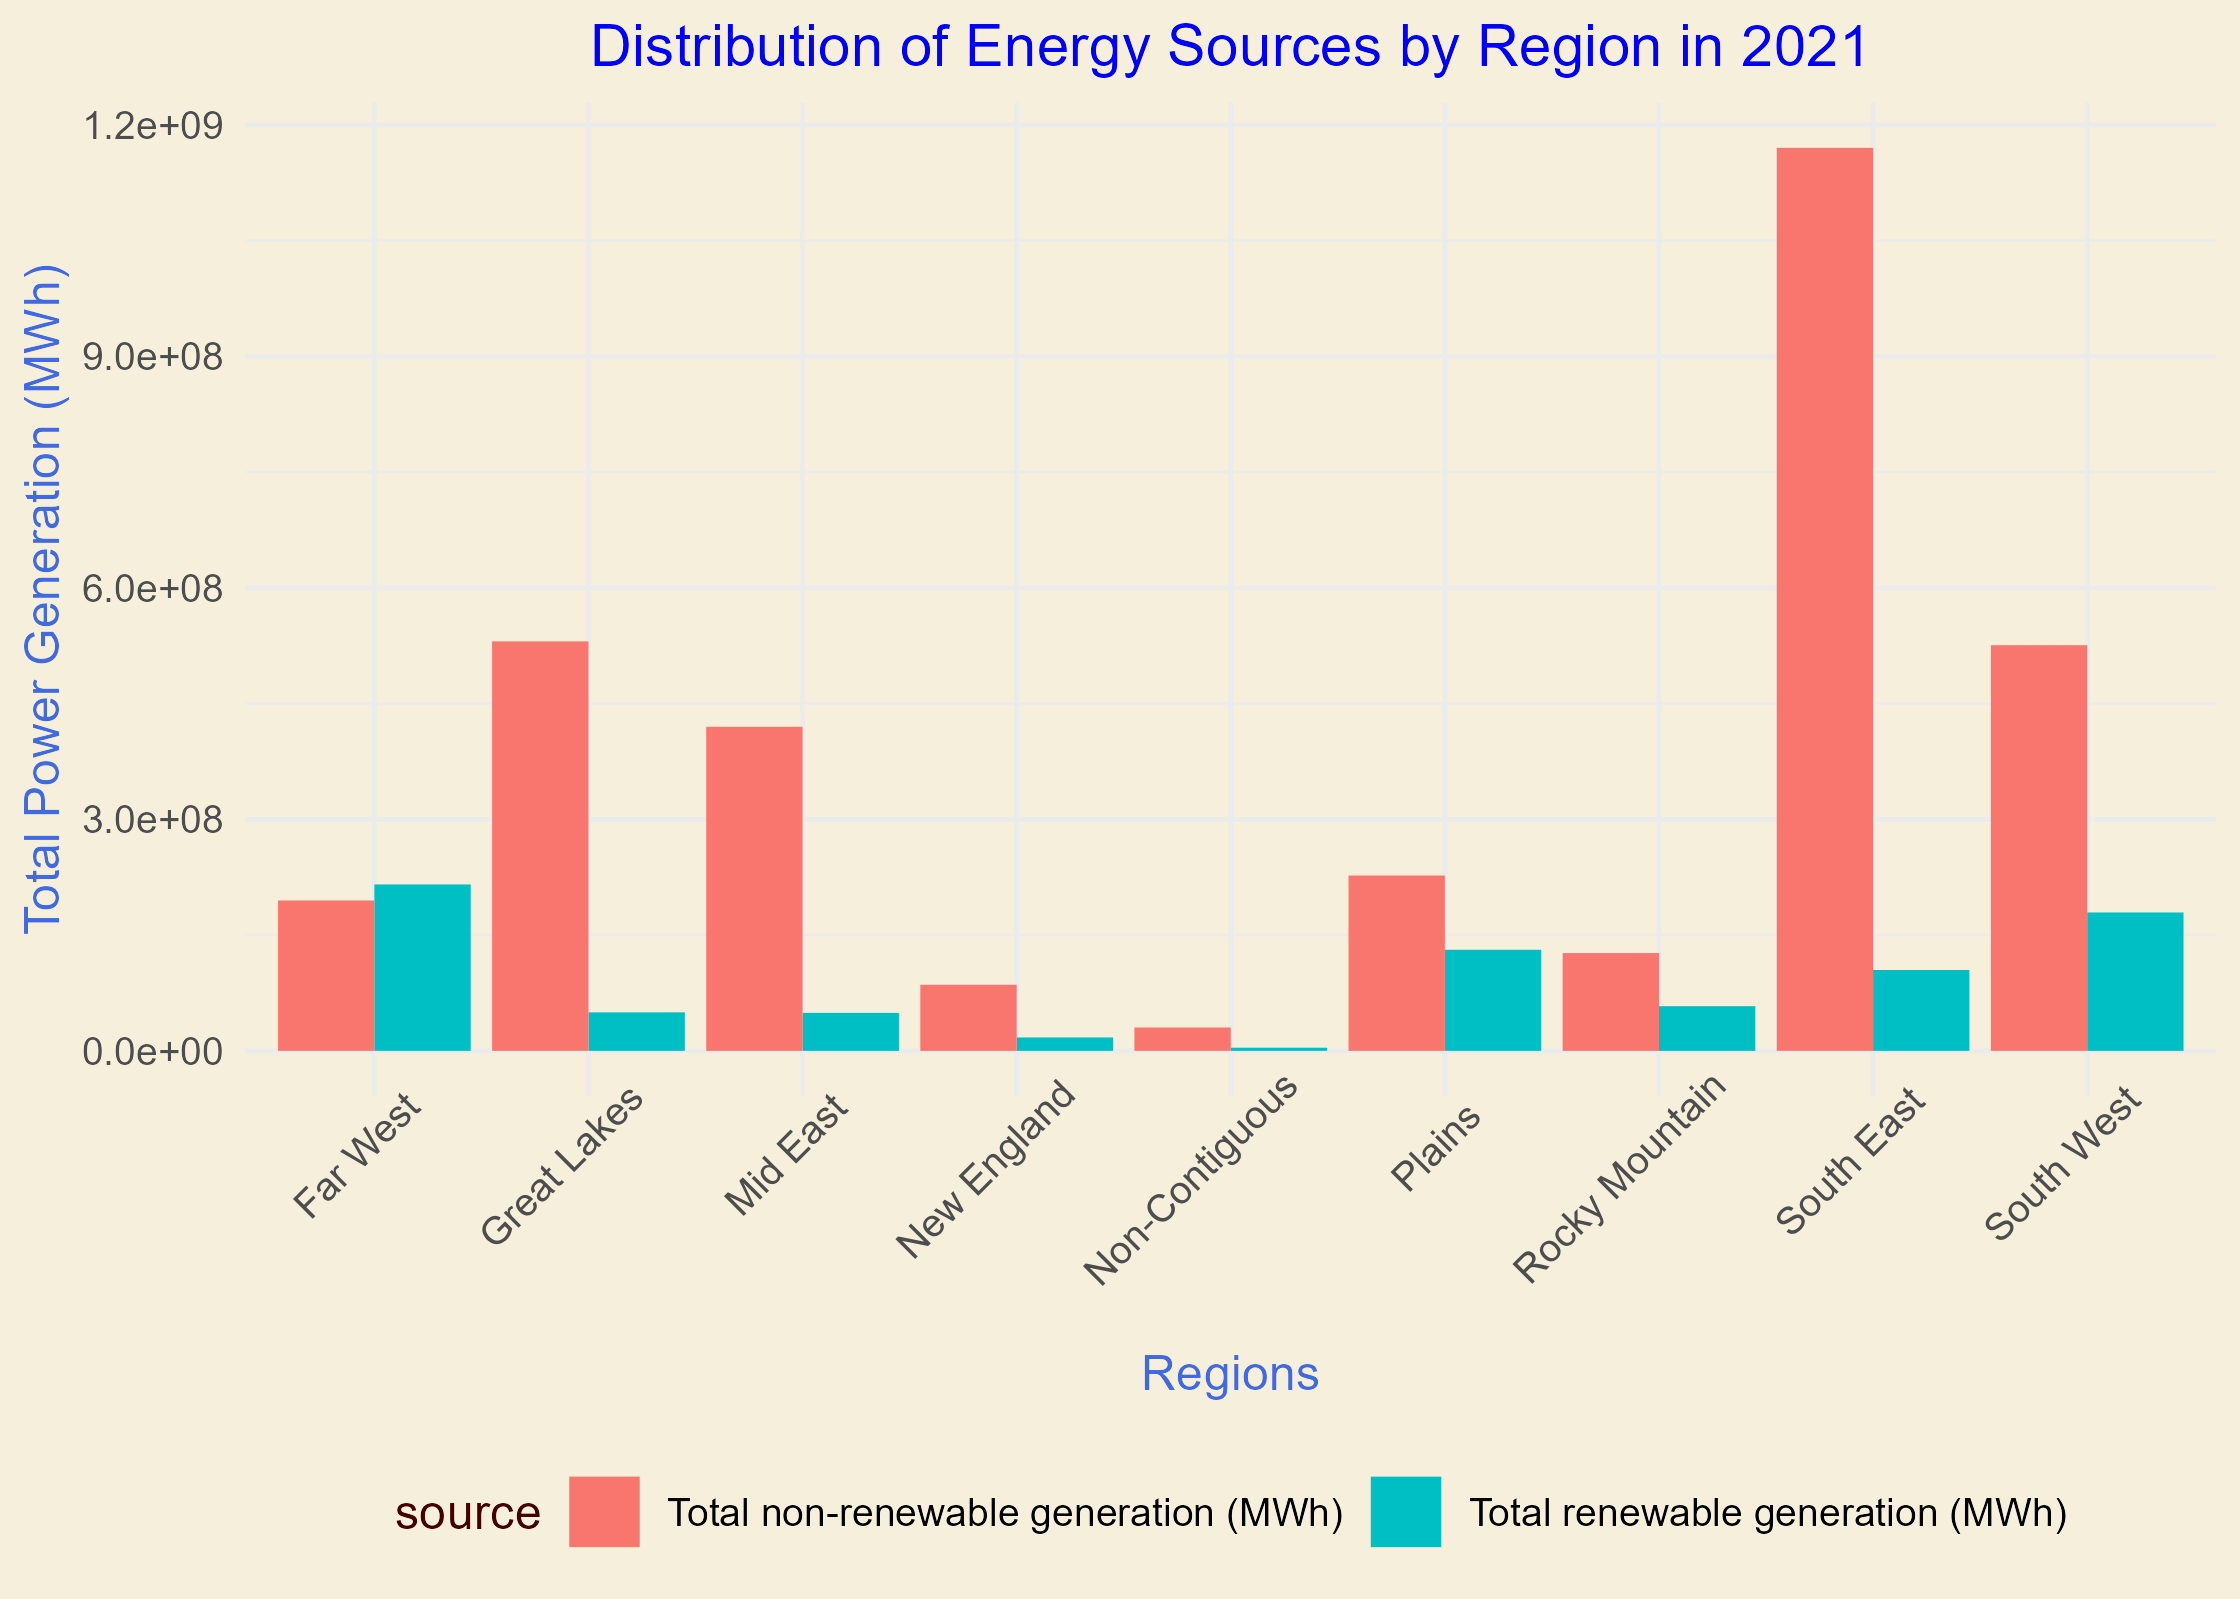 Distribution of Energy Sources by Region in 2021
Total Power Generation (MWh)
1.2e+09
9.0e+08
6.0e+08
3.0e+08
0.0e+00
Far West
Great Lakes
Mid East
New England
Non-Contiguous
Plains
Rocky Mountain
South East
South West
Regions
source
Total non-renewable generation (MWh)
Total renewable generation (MWh)